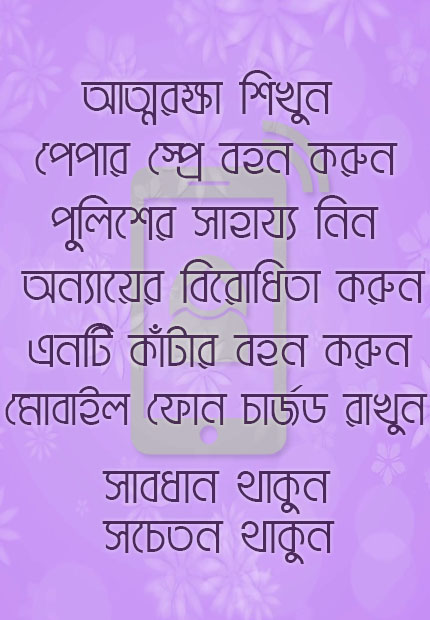 আত্মরক্ষা শিখুন
পেপার স্প্রে বহন করুন
পুলিশের সাহায্য নিন
অন্যায়ের বিরোধিতা করুন
এনটি কাঁটার বহন করুন
মোবাইল ফোন চার্জড রাখুন
সাবধান থাকুন
সচেতন থাকুন